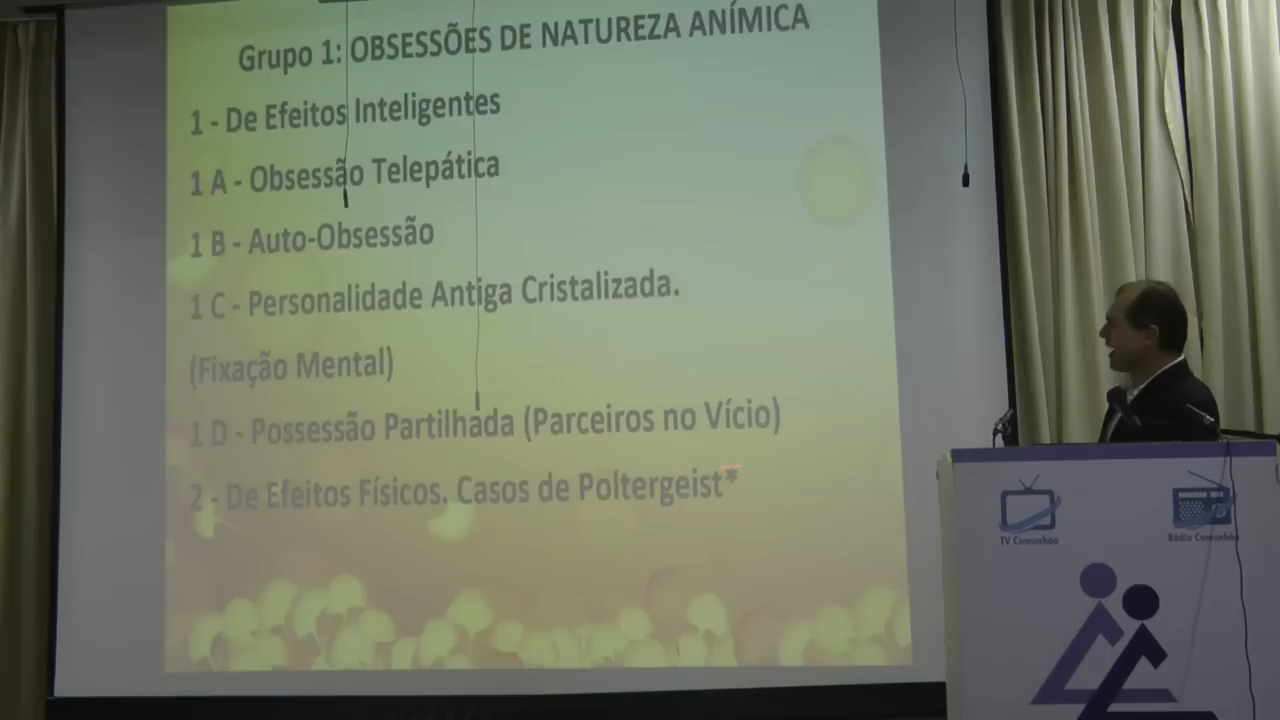 Grupo 1: OBSESSÕES DE NATUREZA ANÍMICA
1 - De Efeitos Inteligentes
1 A - Obsessão Telepática
1 B - Auto-Obsessão
1 C - Personalidade Antiga Cristalizada.
(Fixação Mental)
1 D - Possessão Partilhada (Parceiros no Vício)
2 - De Efeitos Físicos. Casos de Poltergeist*
TV Comunhão
Rádio Comunhão